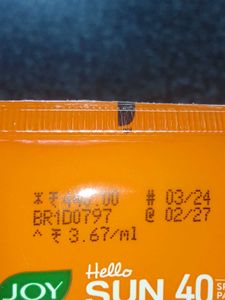 * ₹ 440.00 # 03/24
BR1D0797 @ 02/27
^ ₹ 3.67/ml
JOY
Hello
SUN 40